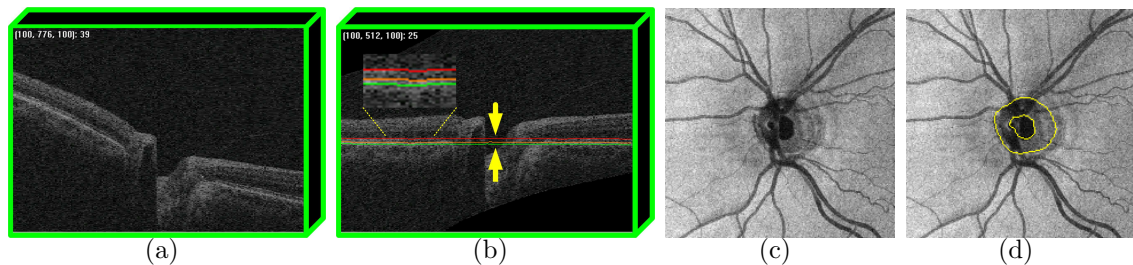 (100, 776, 100): 39
(100, 512, 100): 25
(a)
(b)
(c)
(d)